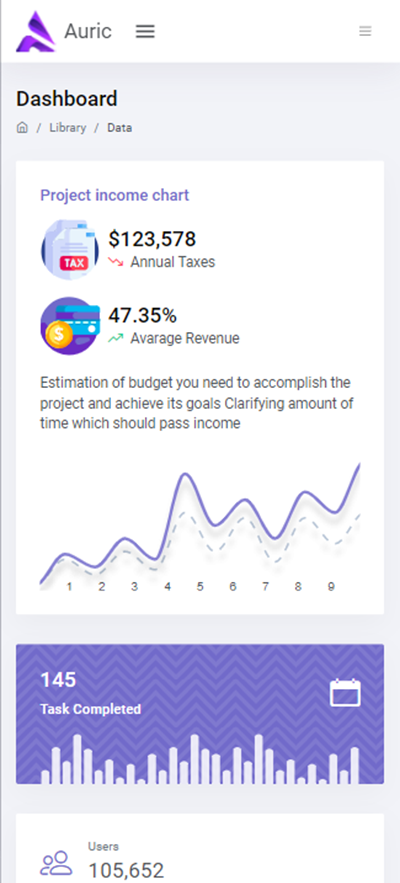 Auric
Dashboard
/ Library / Data
Project income chart
TAX
$123,578
Annual Taxes
$
47.35%
Avarage Revenue
Estimation of budget you need to accomplish the
project and achieve its goals Clarifying amount of
time which should pass income
1 2 3 4 5 6 7 8 9
145
Task Completed
Users
105,652